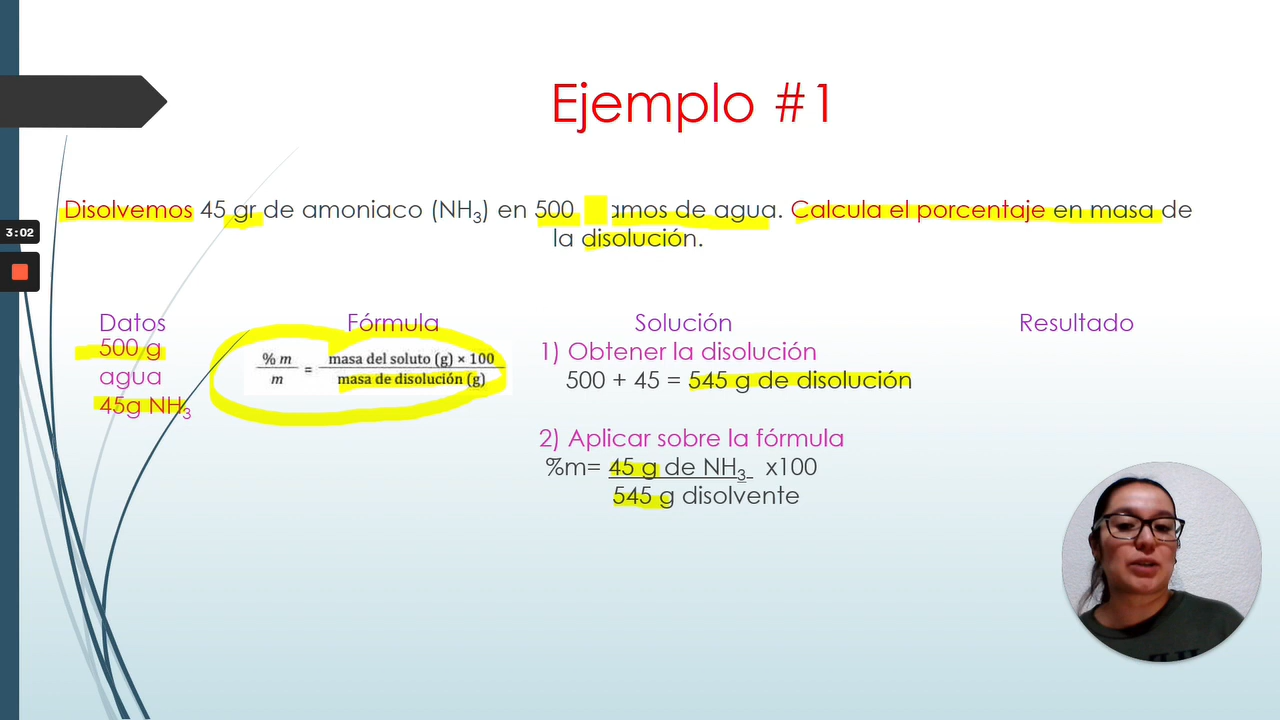 Ejemplo #1
Disolvemos 45 gr de amoniaco (NH₃) en 500 amos de agua. Calcula el porcentaje en masa de
la disolución.
3:02
Datos
500 g
agua
45g NH₃
Fórmula
% m / m = masa del soluto (g) × 100 / masa de disolución (g)
Solución
1) Obtener la disolución
500 + 45 = 545 g de disolución
2) Aplicar sobre la fórmula
%m= 45 g de NH₃ x100
545 g disolvente
Resultado